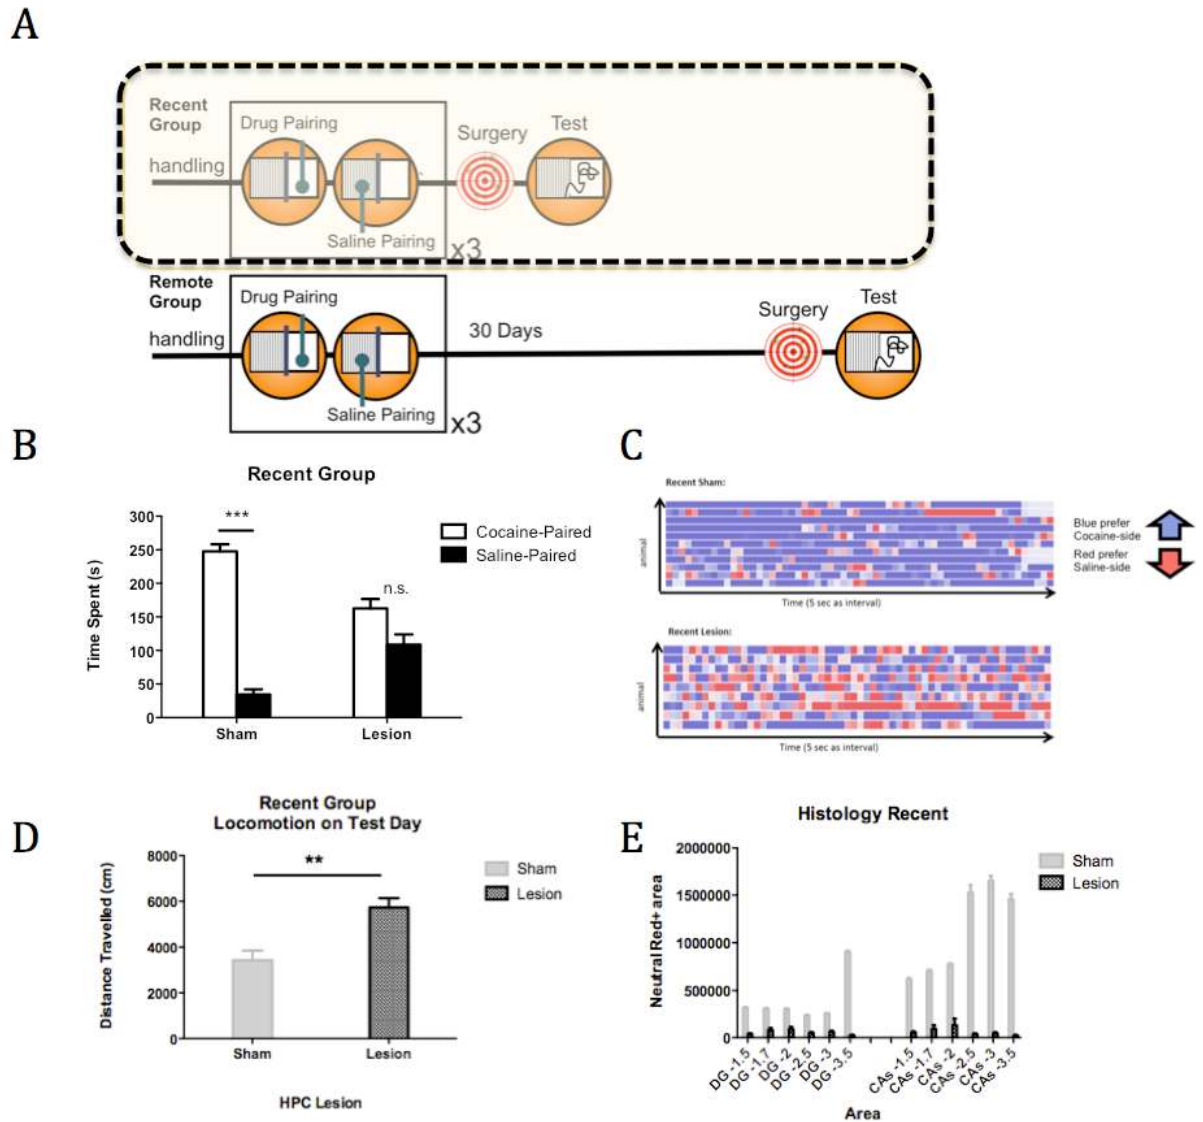 A
Recent
Group
Drug Pairing
Surgery
Test
handling
Saline Pairing
x3
Remote
Group
Drug Pairing
Surgery
Test
handling
30 Days
Saline Pairing
x3
B
Recent Group
***
n.s.
Cocaine-Paired
Saline-Paired
Time Spent (s)
300
250
200
150
100
50
0
Sham
Lesion
C
Recent Sham:
animal
Time (5 sec as interval)
Blue prefer
Cocaine-side
Red prefer
Saline-side
Recent Lesion:
animal
Time (5 sec as interval)
D
Recent Group
Locomotion on Test Day
**
Sham
Lesion
Distance Travelled (cm)
8000
6000
4000
2000
0
Sham
Lesion
HPC Lesion
E
Histology Recent
Sham
Lesion
Neutral Red+ area
2000000
1500000
1000000
500000
0
DG -1.5
DG -1.7
DG -2
DG -2.5
DG -3
DG -3.5
CAs -1.5
CAs -1.7
CAs -2
CAs -2.5
CAs -3
CAs -3.5
Area